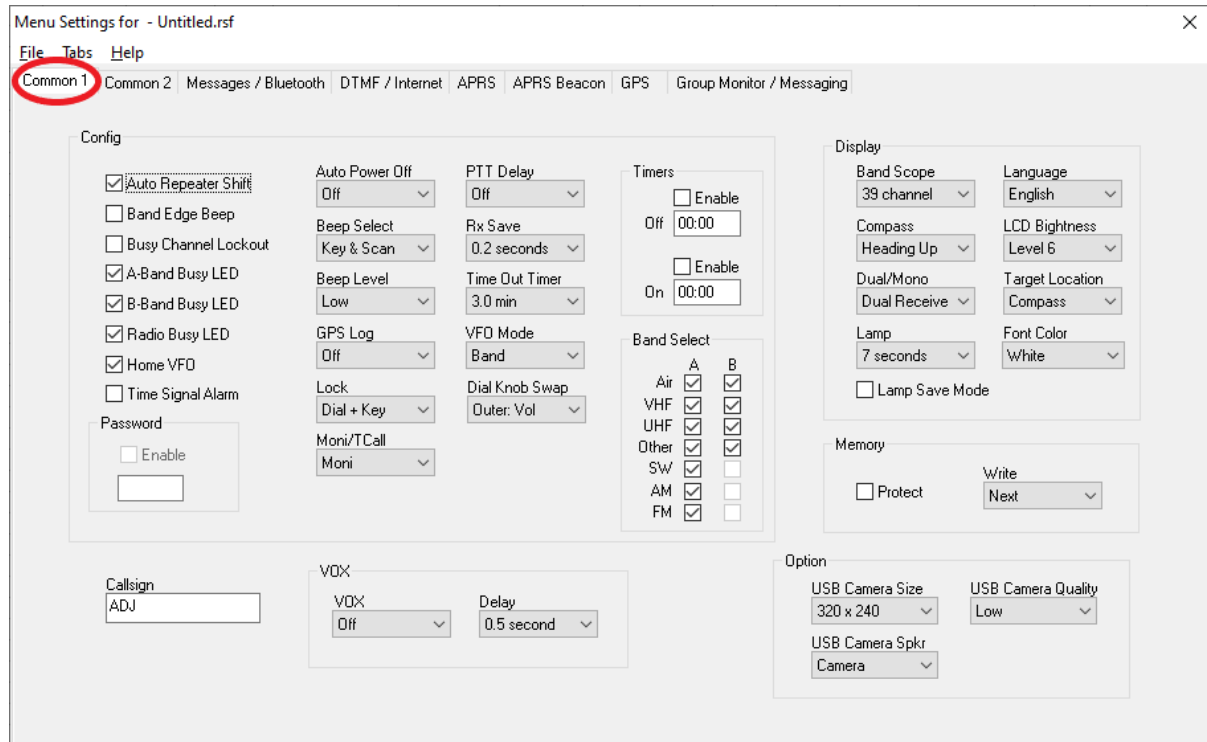 Menu Settings for - Untitled.rsf
File Tabs Help
Common 1 Common 2 Messages / Bluetooth DTMF / Internet APRS APRS Beacon GPS Group Monitor / Messaging
Config
Auto Repeater Shift
Band Edge Beep
Busy Channel Lockout
A-Band Busy LED
B-Band Busy LED
Radio Busy LED
Home VFO
Time Signal Alarm
Password
Enable
Auto Power Off
Off
Beep Select
Key & Scan
Beep Level
Low
GPS Log
Off
Lock
Dial + Key
Moni/TCall
Moni
PTT Delay
Off
Rx Save
0.2 seconds
Time Out Timer
3.0 min
VFO Mode
Band
Dial Knob Swap
Outer: Vol
Timers
Enable
Off 00:00
Enable
On 00:00
Band Select
A B
Air
VHF
UHF
Other
SW
AM
FM
Display
Band Scope
39 channel
Compass
Heading Up
Dual/Mono
Dual Receive
Lamp
7 seconds
Lamp Save Mode
Language
English
LCD Bightness
Level 6
Target Location
Compass
Font Color
White
Memory
Protect
Write
Next
Callsign
ADJ
VOX
VOX
Off
Delay
0.5 second
Option
USB Camera Size
320 x 240
USB Camera Quality
Low
USB Camera Spkr
Camera